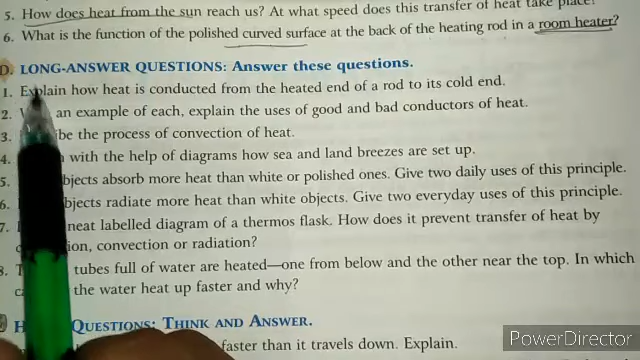 5. How does heat from the sun reach us? At what speed does this transfer of heat take place?
6. What is the function of the polished curved surface at the back of the heating rod in a room heater?
D. LONG-ANSWER QUESTIONS: Answer these questions.
1. Explain how heat is conducted from the heated end of a rod to its cold end.
2. an example of each, explain the uses of good and bad conductors of heat.
3. ibe the process of convection of heat.
4. with the help of diagrams how sea and land breezes are set up.
5. bjects absorb more heat than white or polished ones. Give two daily uses of this principle.
6. bjects radiate more heat than white objects. Give two everyday uses of this principle.
7. neat labelled diagram of a thermos flask. How does it prevent transfer of heat by
ion, convection or radiation?
8. T tubes full of water are heated—one from below and the other near the top. In which
ca the water heat up faster and why?
H QUESTIONS: THINK AND ANSWER.
faster than it travels down. Explain.
PowerDirector